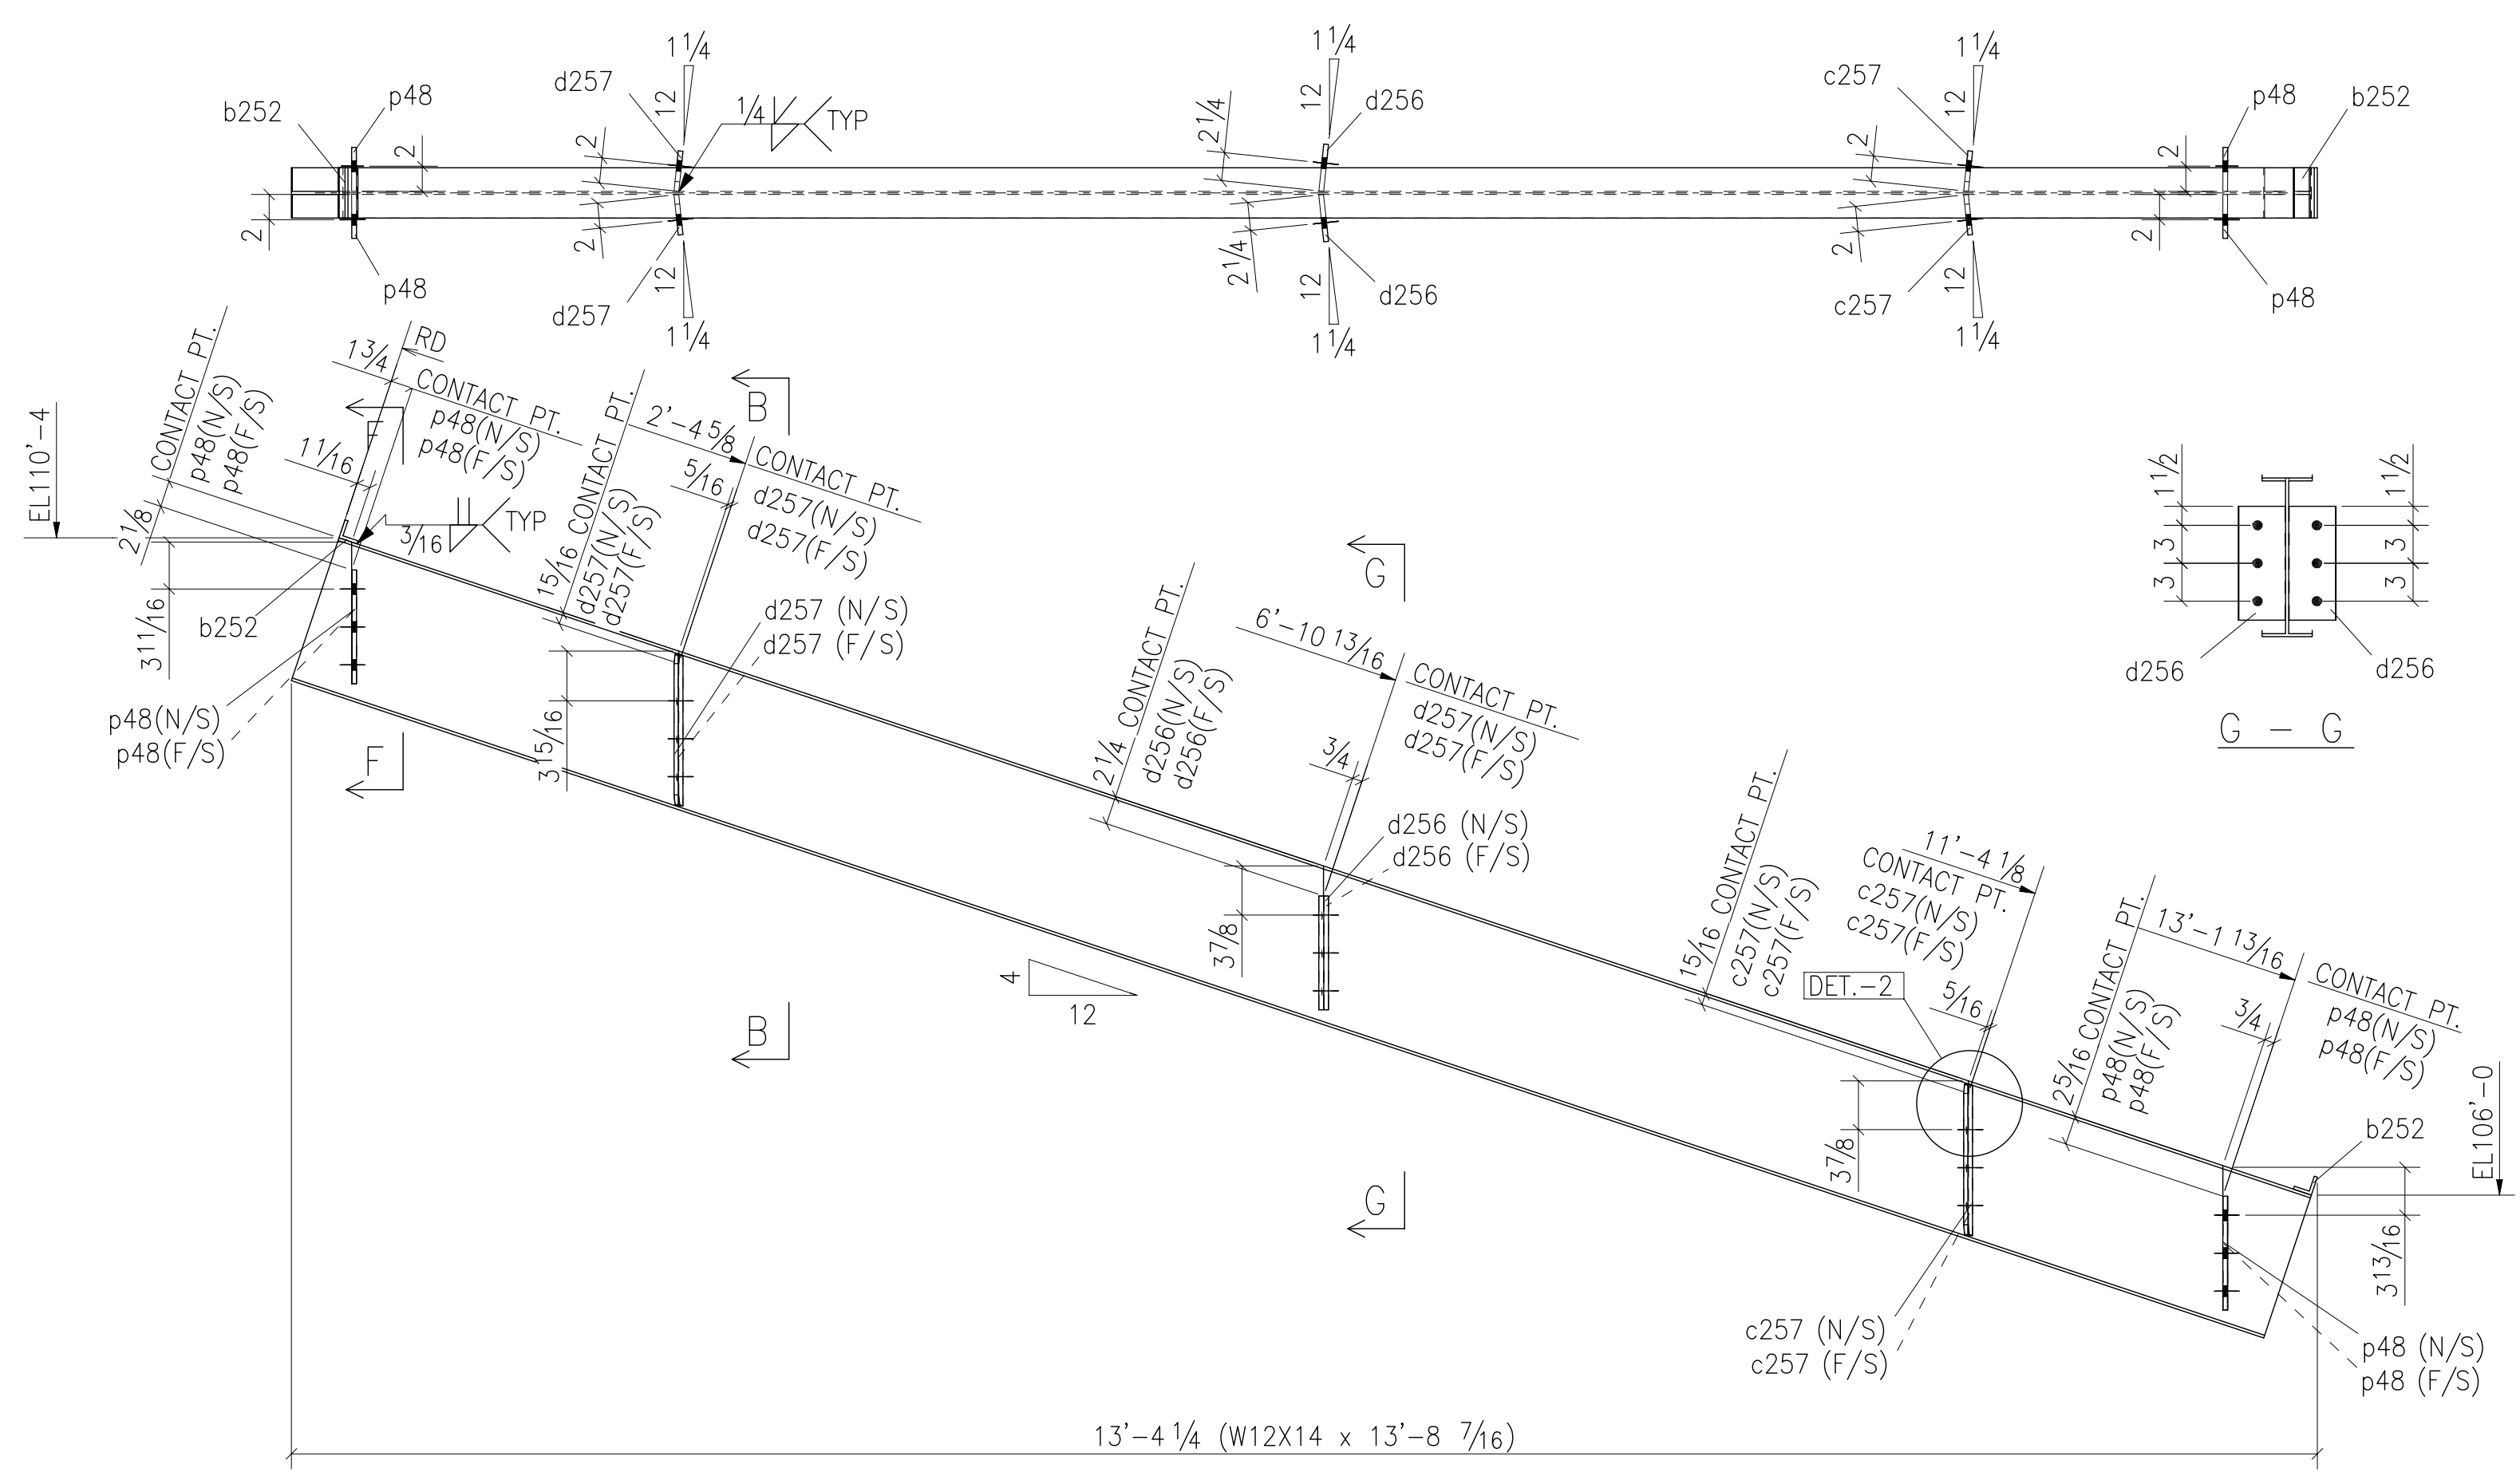 1 1/4
1 1/4
1 1/4
d257
12
p48
b252
1/4
TYP
12
d256
c257
12
p48
b252
2
2
2 1/4
2
2
2
2
2 1/4
2
2
p48
d257
12
1 1/4
12
d256
1 1/4
c257
12
1 1/4
p48
EL110'-4
CONTACT PT.
p48(N/S)
p48(F/S)
2 1/8
1 3/4
RD
CONTACT PT.
p48(N/S)
p48(F/S)
1 1/16
F
3/16
TYP
B
15/16 CONTACT PT.
d257(N/S)
d257(F/S)
2'-4 5/8
CONTACT PT.
d257(N/S)
d257(F/S)
5/16
3 11/16
b252
p48(N/S)
p48(F/S)
F
d257 (N/S)
d257 (F/S)
3 15/16
B
G
2 1/4 CONTACT PT.
d256(N/S)
d256(F/S)
6'-10 13/16
CONTACT PT.
d257(N/S)
d257(F/S)
3/4
d256 (N/S)
d256 (F/S)
3 7/8
4
12
G
1 1/2
3
3
1 1/2
3
3
d256
d256
G - G
15/16 CONTACT PT.
c257(N/S)
c257(F/S)
11'-4 1/8
CONTACT PT.
c257(N/S)
c257(F/S)
DET.-2
5/16
3 7/8
c257 (N/S)
c257 (F/S)
25/16 CONTACT PT.
p48(N/S)
p48(F/S)
13'-1 13/16
CONTACT PT.
p48(N/S)
p48(F/S)
3/4
b252
EL106'-0
3 13/16
p48 (N/S)
p48 (F/S)
13'-4 1/4 (W12X14 x 13'-8 7/16)